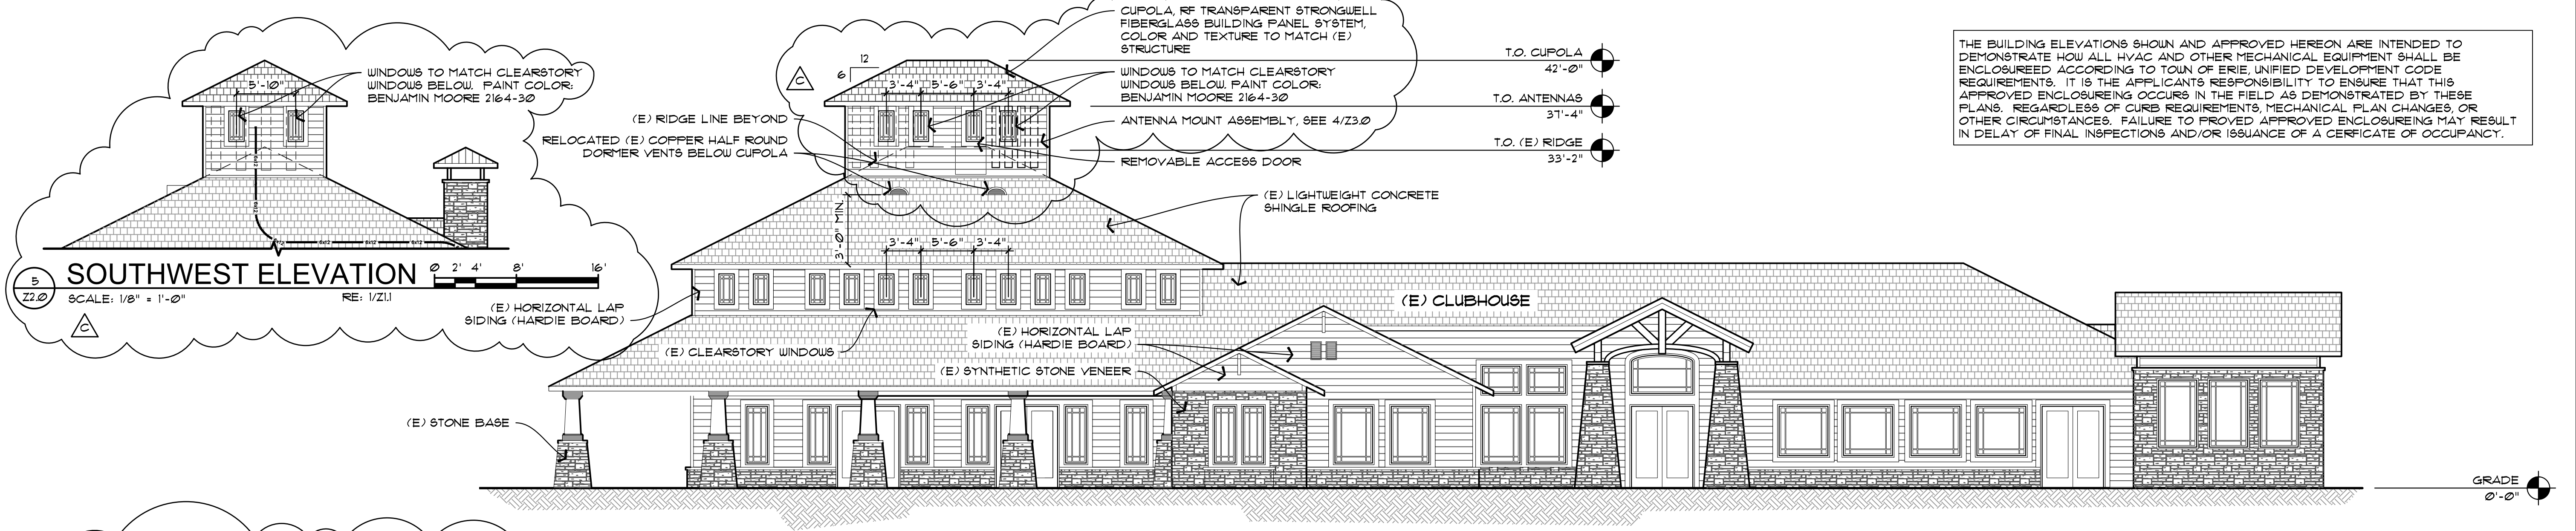 CUPOLA, RF TRANSPARENT STRONGWELL
FIBERGLASS BUILDING PANEL SYSTEM,
COLOR AND TEXTURE TO MATCH (E)
STRUCTURE
WINDOWS TO MATCH CLEARSTORY
WINDOWS BELOW. PAINT COLOR:
BENJAMIN MOORE 2164-30
5'-10"
12
6
C
3'-4"
5'-6"
3'-4"
WINDOWS TO MATCH CLEARSTORY
WINDOWS BELOW. PAINT COLOR:
BENJAMIN MOORE 2164-30
(E) RIDGE LINE BEYOND
RELOCATED (E) COPPER HALF ROUND
DORMER VENTS BELOW CUPOLA
ANTENNA MOUNT ASSEMBLY, SEE 4/Z3.0
REMOVABLE ACCESS DOOR
T.O. CUPOLA
42'-0"
T.O. ANTENNAS
37'-4"
T.O. (E) RIDGE
33'-2"
THE BUILDING ELEVATIONS SHOWN AND APPROVED HEREON ARE INTENDED TO
DEMONSTRATE HOW ALL HVAC AND OTHER MECHANICAL EQUIPMENT SHALL BE
ENCLOSUREED ACCORDING TO TOWN OF ERIE, UNIFIED DEVELOPMENT CODE
REQUIREMENTS. IT IS THE APPLICANTS RESPONSIBILITY TO ENSURE THAT THIS
APPROVED ENCLOSUREING OCCURS IN THE FIELD AS DEMONSTRATED BY THESE
PLANS. REGARDLESS OF CURB REQUIREMENTS, MECHANICAL PLAN CHANGES, OR
OTHER CIRCUMSTANCES. FAILURE TO PROVED APPROVED ENCLOSUREING MAY RESULT
IN DELAY OF FINAL INSPECTIONS AND/OR ISSUANCE OF A CERFICATE OF OCCUPANCY.
(E) LIGHTWEIGHT CONCRETE
SHINGLE ROOFING
3'-0" MIN.
3'-4"
5'-6"
3'-4"
6x12
6x12
6x12
6x12
6x12
5
Z2.0
SOUTHWEST ELEVATION
0 2' 4' 8' 16'
SCALE: 1/8" = 1'-0"
RE: 1/Z1.1
C
(E) HORIZONTAL LAP
SIDING (HARDIE BOARD)
(E) CLUBHOUSE
(E) HORIZONTAL LAP
SIDING (HARDIE BOARD)
(E) CLEARSTORY WINDOWS
(E) SYNTHETIC STONE VENEER
(E) STONE BASE
GRADE
0'-0"